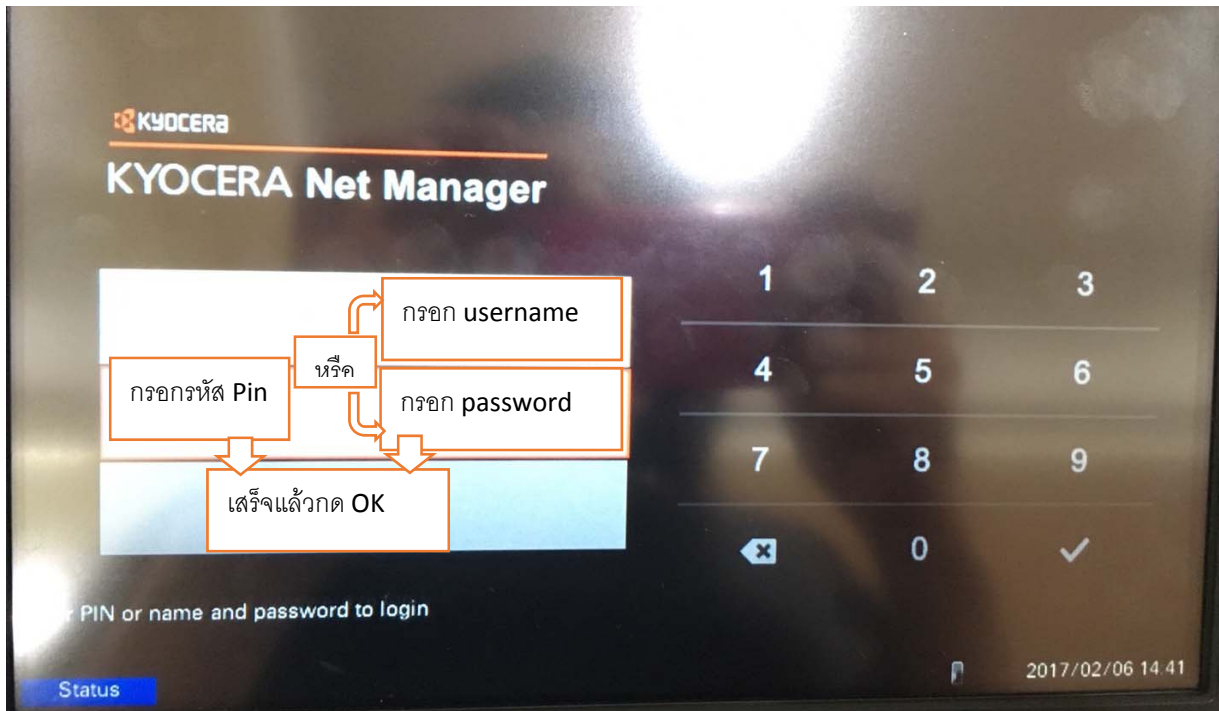 KYOCERA
KYOCERA Net Manager
กรอก username
หรืค
กรอกรหัส Pin
กรอก password
เสร็จแล้วกด OK
1 2 3
4 5 6
7 8 9
0
PIN or name and password to login
Status
2017/02/06 14:41